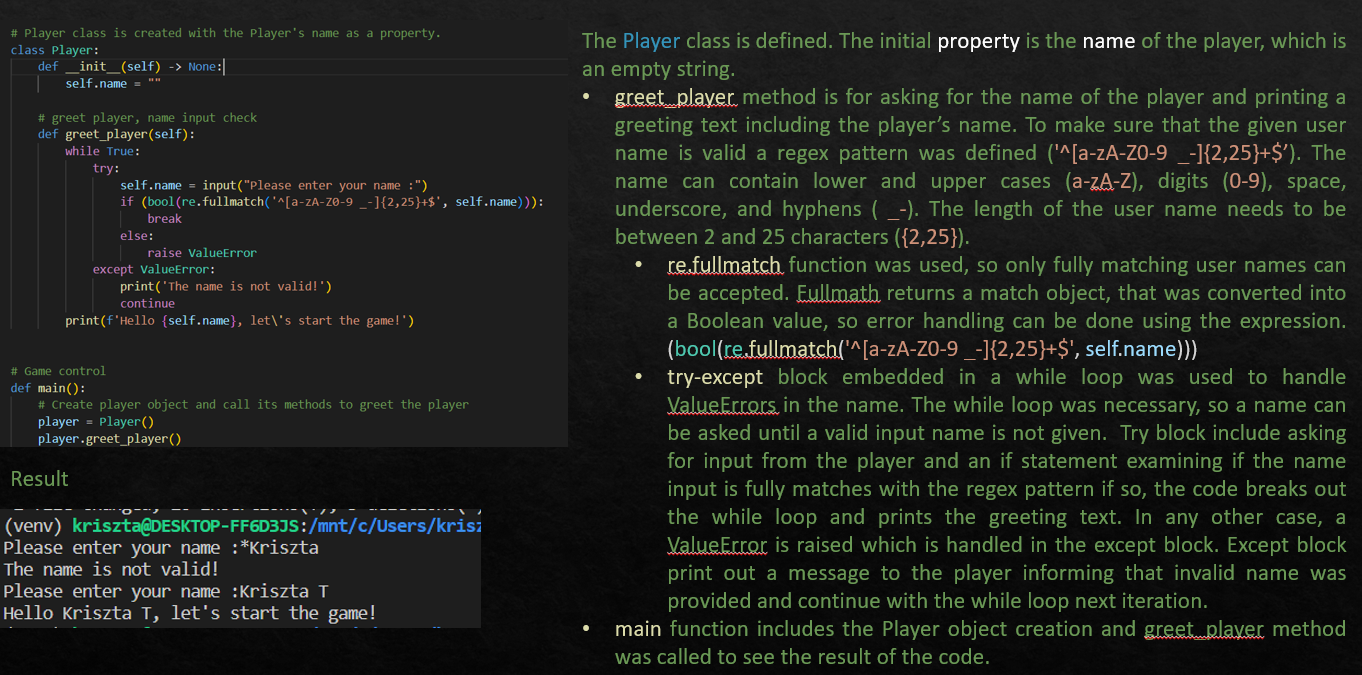 # Player class is created with the Player's name as a property.
class Player:
    def __init__(self) -> None:
        self.name = ""
    # greet player, name input check
    def greet_player(self):
        while True:
            try:
                self.name = input("Please enter your name :")
                if (bool(re.fullmatch('^[a-zA-Z0-9 _-]{2,25}+$', self.name))):
                    break
                else:
                    raise ValueError
            except ValueError:
                print('The name is not valid!')
                continue
        print(f'Hello {self.name}, let\'s start the game!')
# Game control
def main():
    # Create player object and call its methods to greet the player
    player = Player()
    player.greet_player()
Result
(venv) kriszta@DESKTOP-FF6D3JS:/mnt/c/Users/krisz
Please enter your name :*Kriszta
The name is not valid!
Please enter your name :Kriszta T
Hello Kriszta T, let's start the game!
The Player class is defined. The initial property is the name of the player, which is
an empty string.
• greet_player method is for asking for the name of the player and printing a
greeting text including the player's name. To make sure that the given user
name is valid a regex pattern was defined ('^[a-zA-Z0-9 _-]{2,25}+$'). The
name can contain lower and upper cases (a-zA-Z), digits (0-9), space,
underscore, and hyphens ( _-). The length of the user name needs to be
between 2 and 25 characters ({2,25}).
• re.fullmatch function was used, so only fully matching user names can
be accepted. Fullmath returns a match object, that was converted into
a Boolean value, so error handling can be done using the expression.
(bool(re.fullmatch('^[a-zA-Z0-9 _-]{2,25}+$', self.name)))
• try-except block embedded in a while loop was used to handle
ValueErrors in the name. The while loop was necessary, so a name can
be asked until a valid input name is not given.  Try block include asking
for input from the player and an if statement examining if the name
input is fully matches with the regex pattern if so, the code breaks out
the while loop and prints the greeting text. In any other case, a
ValueError is raised which is handled in the except block. Except block
print out a message to the player informing that invalid name was
provided and continue with the while loop next iteration.
• main function includes the Player object creation and greet_player method
was called to see the result of the code.